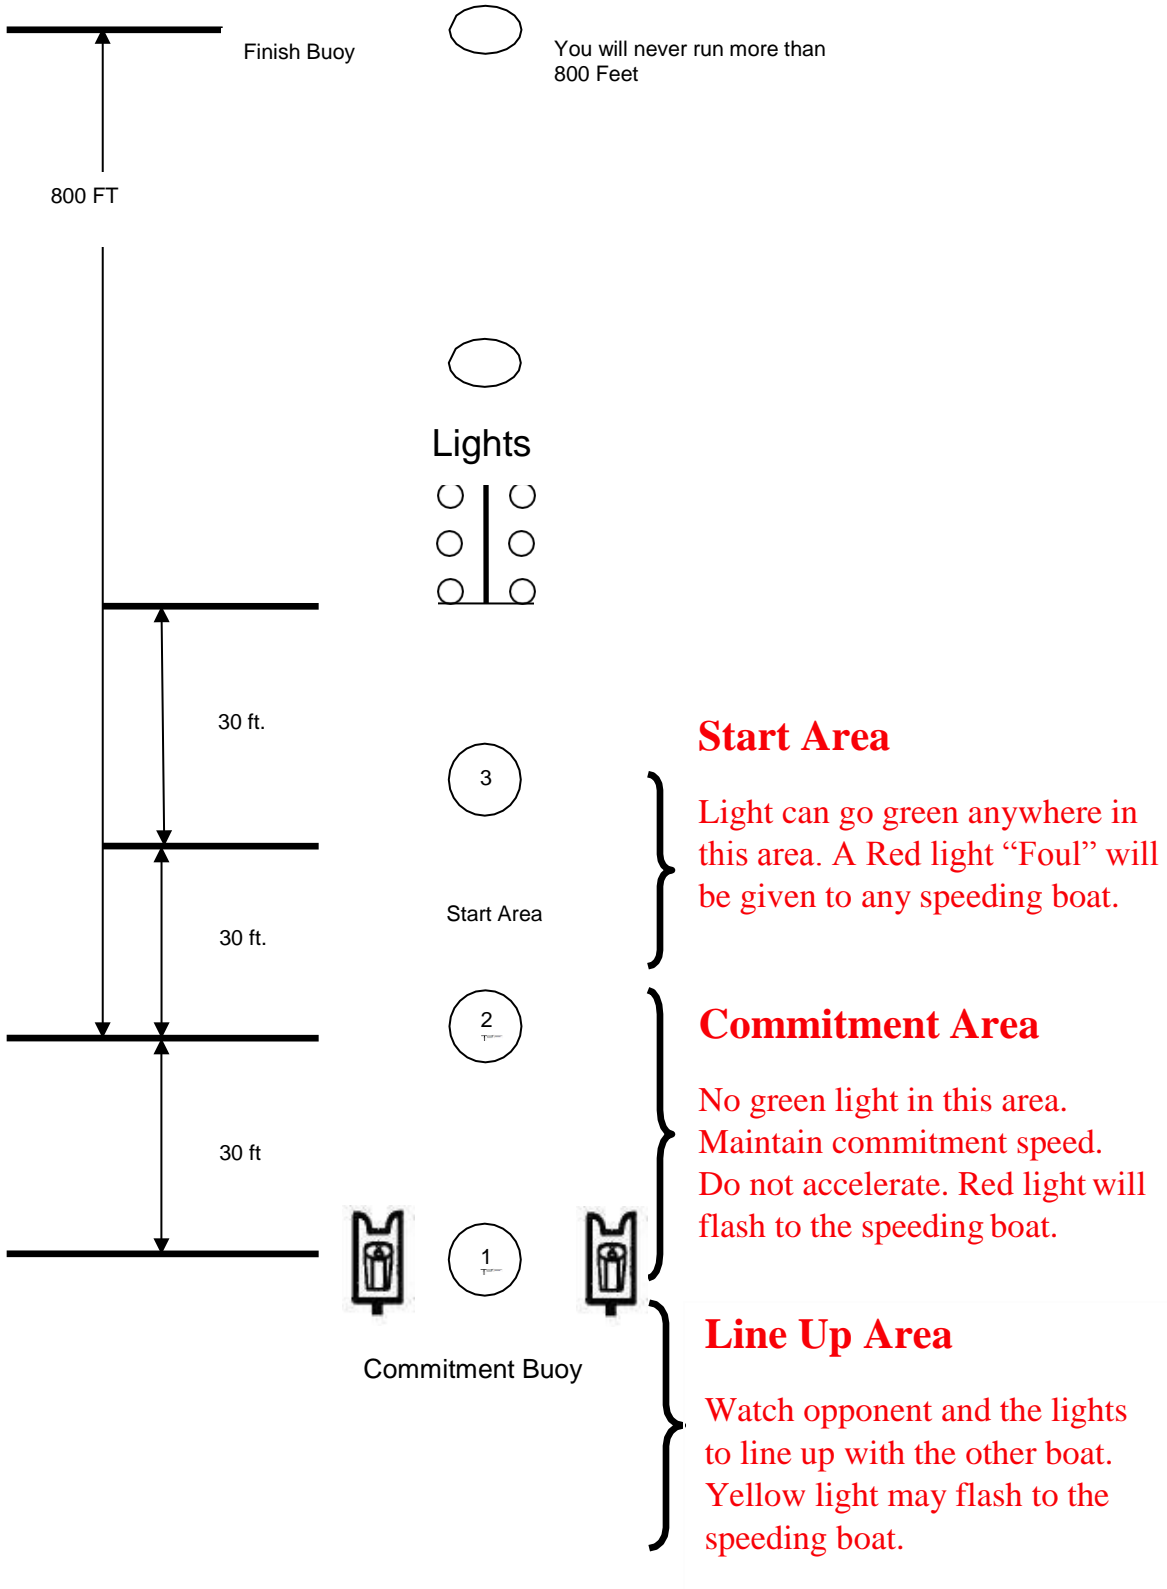 Finish Buoy
You will never run more than
800 Feet
800 FT
Lights
30 ft.
3
Start Area
Light can go green anywhere in
this area. A Red light “Foul” will
be given to any speeding boat.
Start Area
30 ft.
2
Commitment Area
No green light in this area.
Maintain commitment speed.
Do not accelerate. Red light will
flash to the speeding boat.
30 ft
1
Commitment Buoy
Line Up Area
Watch opponent and the lights
to line up with the other boat.
Yellow light may flash to the
speeding boat.